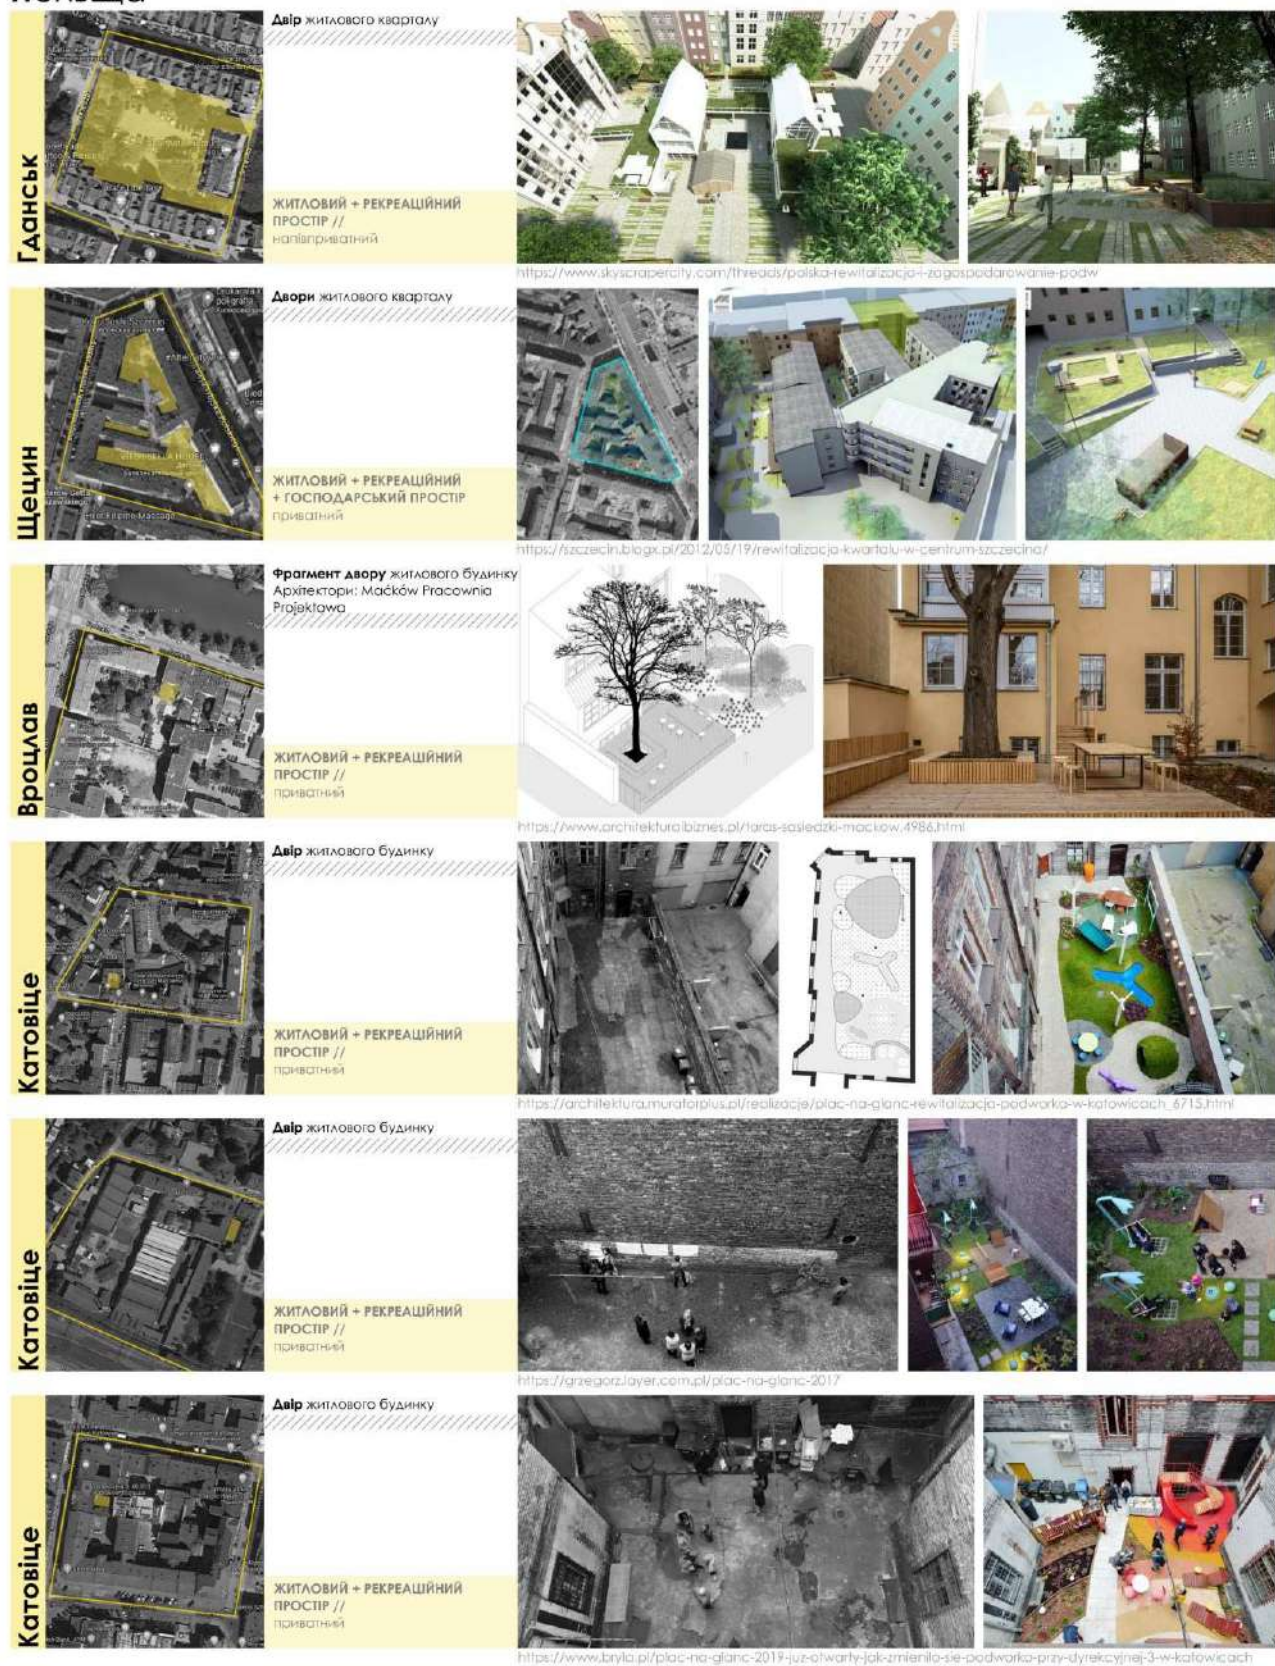 Гданськ
Двір житлового кварталу
ЖИТЛОВИЙ + РЕКРЕАЦІЙНИЙ
ПРОСТІР //
напівприватний
https://www.skyscrapercity.com/threads/polska-rewitalizacja-i-zagospodarowanie-podw
Щецин
Двори житлового кварталу
ЖИТЛОВИЙ + РЕКРЕАЦІЙНИЙ
+ ГОСПОДАРСЬКИЙ ПРОСТІР
приватний
https://szczecin.blogx.pl/2012/05/19/rewitalizacja-kwartalu-w-centrum-szczecina/
Вроцлав
Фрагмент двору житлового будинку
Архітектори: Maćków Pracownia
Projektowa
ЖИТЛОВИЙ + РЕКРЕАЦІЙНИЙ
ПРОСТІР //
приватний
https://www.architekturaibiznes.pl/taras-sasiedzki-mackow,4986.html
Катовіце
Двір житлового будинку
ЖИТЛОВИЙ + РЕКРЕАЦІЙНИЙ
ПРОСТІР //
приватний
https://architektura.muratorplus.pl/realizacje/plac-na-glanc-rewitalizacja-podworka-w-katowicach_6715.html
Катовіце
Двір житлового будинку
ЖИТЛОВИЙ + РЕКРЕАЦІЙНИЙ
ПРОСТІР //
приватний
https://grzegorz.layer.com.pl/plac-na-glanc-2017
Катовіце
Двір житлового будинку
ЖИТЛОВИЙ + РЕКРЕАЦІЙНИЙ
ПРОСТІР //
приватний
https://www.bryla.pl/plac-na-glanc-2019-juz-otwarty-jak-zmienilo-sie-podworko-przy-dyrekcyjnej-3-w-katowicach